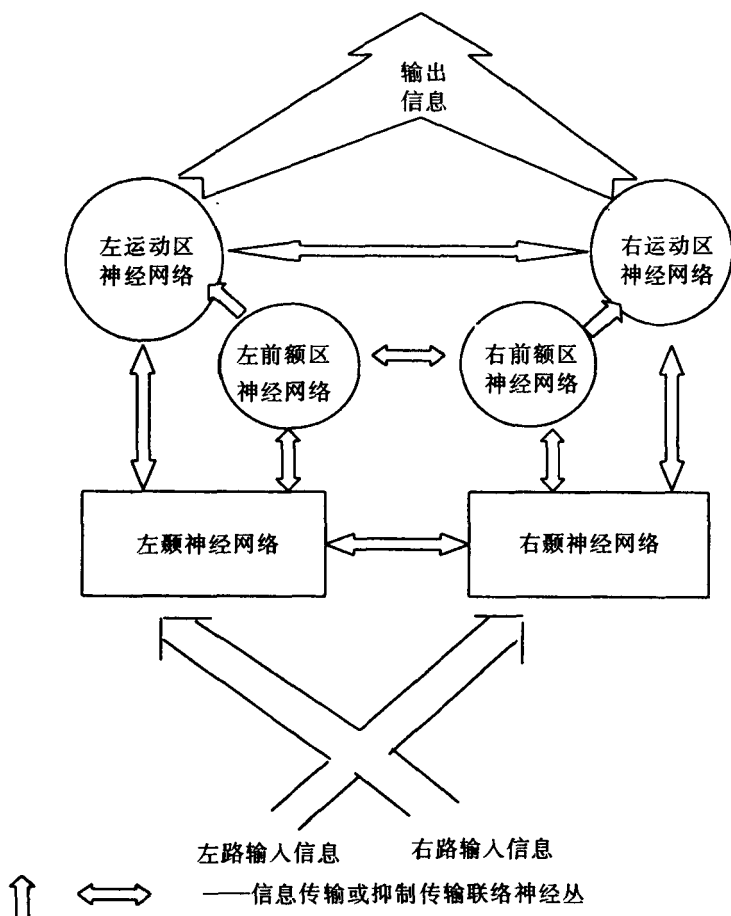 输出
信息
左运动区
神经网络
右运动区
神经网络
左前额区
神经网络
右前额区
神经网络
左颞神经网络
右颞神经网络
左路输入信息
右路输入信息
——信息传输或抑制传输联络神经丛